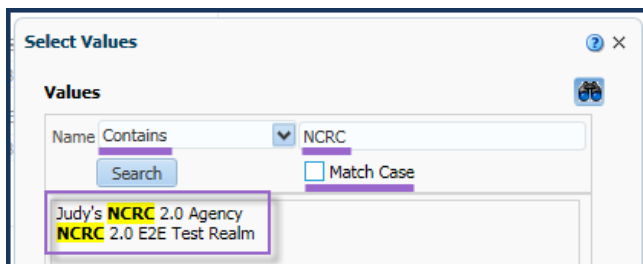 Select Values
Values
Name Contains NCRC
Search Match Case
Judy's NCRC 2.0 Agency
NCRC 2.0 E2E Test Realm